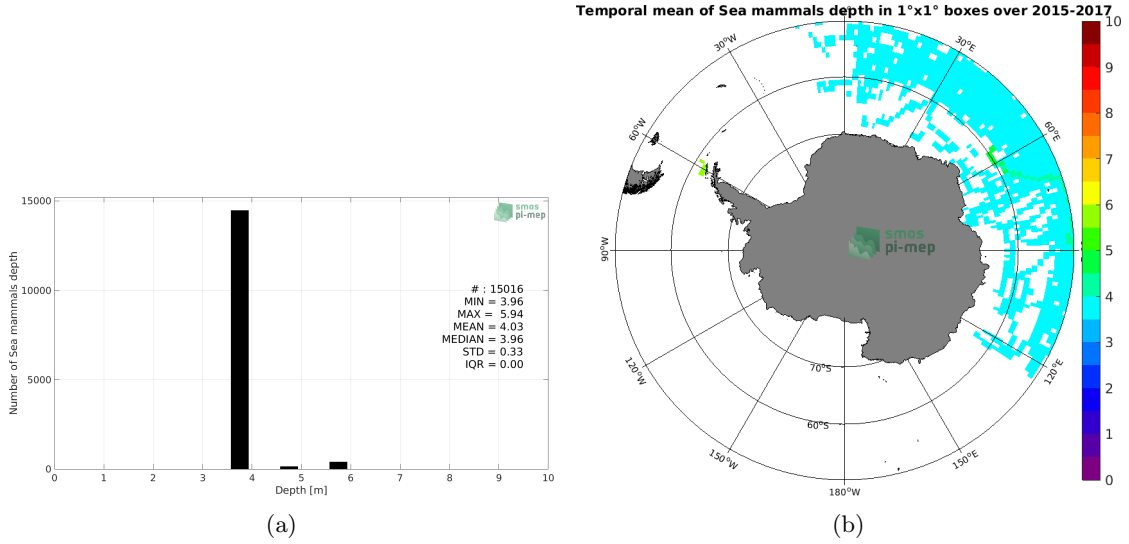 Temporal mean of Sea mammals depth in 1°x1° boxes over 2015-2017
15000
10000
5000
0
Number of Sea mammals depth
smos
pi-mep
# : 15016
MIN = 3.96
MAX = 5.94
MEAN = 4.03
MEDIAN = 3.96
STD = 0.33
IQR = 0.00
0 1 2 3 4 5 6 7 8 9 10
Depth [m]
(a)
30°W
30°E
60°W
60°E
90°W
120°W
120°E
150°W
150°E
180°W
70°S
60°S
smos
pi-mep
10
9
8
7
6
5
4
3
2
1
0
(b)